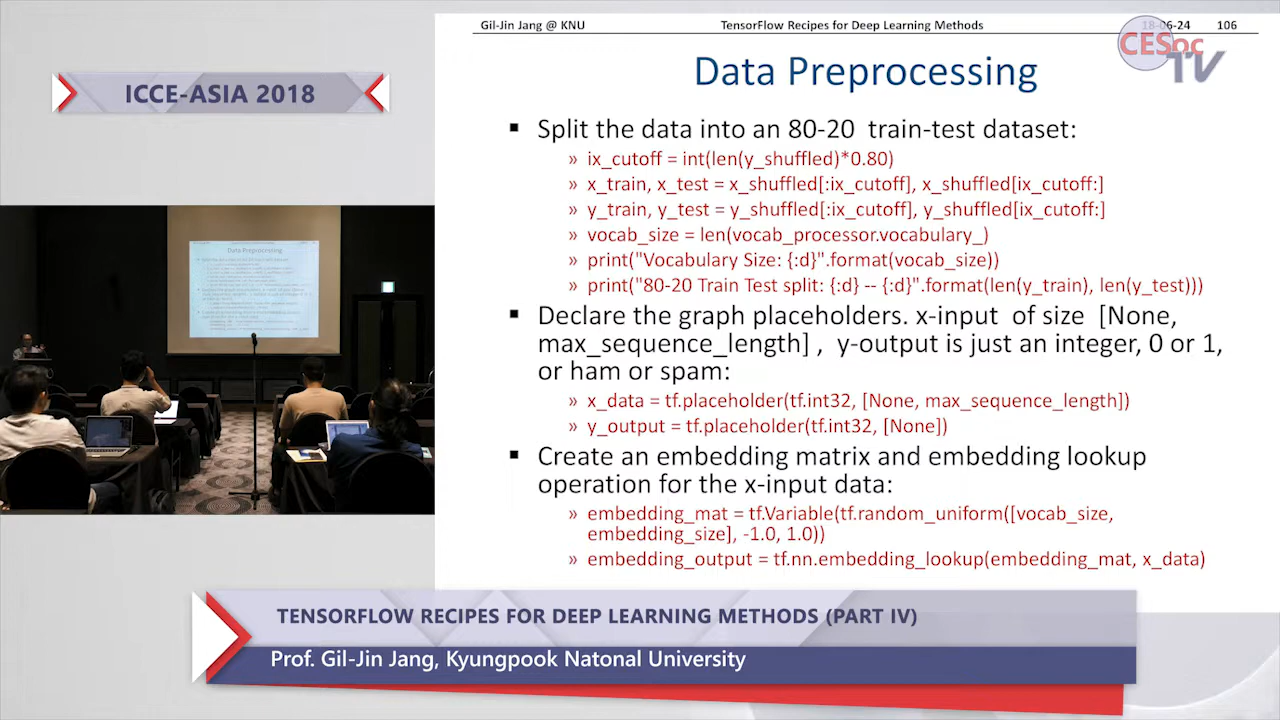 Gil-Jin Jang @ KNU
TensorFlow Recipes for Deep Learning Methods
18-06-24
106
CESoc
TV
Data Preprocessing
ICCE-ASIA 2018
▪ Split the data into an 80-20 train-test dataset:
» ix_cutoff = int(len(y_shuffled)*0.80)
» x_train, x_test = x_shuffled[:ix_cutoff], x_shuffled[ix_cutoff:]
» y_train, y_test = y_shuffled[:ix_cutoff], y_shuffled[ix_cutoff:]
» vocab_size = len(vocab_processor.vocabulary_)
» print("Vocabulary Size: {:d}".format(vocab_size))
» print("80-20 Train Test split: {:d} -- {:d}".format(len(y_train), len(y_test)))
▪ Declare the graph placeholders. x-input of size [None,
max_sequence_length] , y-output is just an integer, 0 or 1,
or ham or spam:
» x_data = tf.placeholder(tf.int32, [None, max_sequence_length])
» y_output = tf.placeholder(tf.int32, [None])
▪ Create an embedding matrix and embedding lookup
operation for the x-input data:
» embedding_mat = tf.Variable(tf.random_uniform([vocab_size,
embedding_size], -1.0, 1.0))
» embedding_output = tf.nn.embedding_lookup(embedding_mat, x_data)
Data Preprocessing
TENSORFLOW RECIPES FOR DEEP LEARNING METHODS (PART IV)
Prof. Gil-Jin Jang, Kyungpook Natonal University